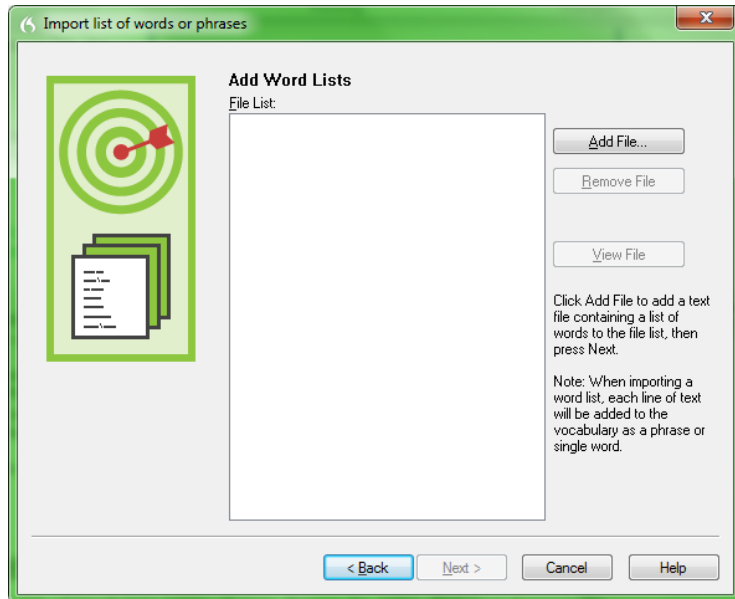 Import list of words or phrases
Add Word Lists
File List:
Add File...
Remove File
View File
Click Add File to add a text
file containing a list of
words to the file list, then
press Next.
Note: When importing a
word list, each line of text
will be added to the
vocabulary as a phrase or
single word.
< Back
Next >
Cancel
Help